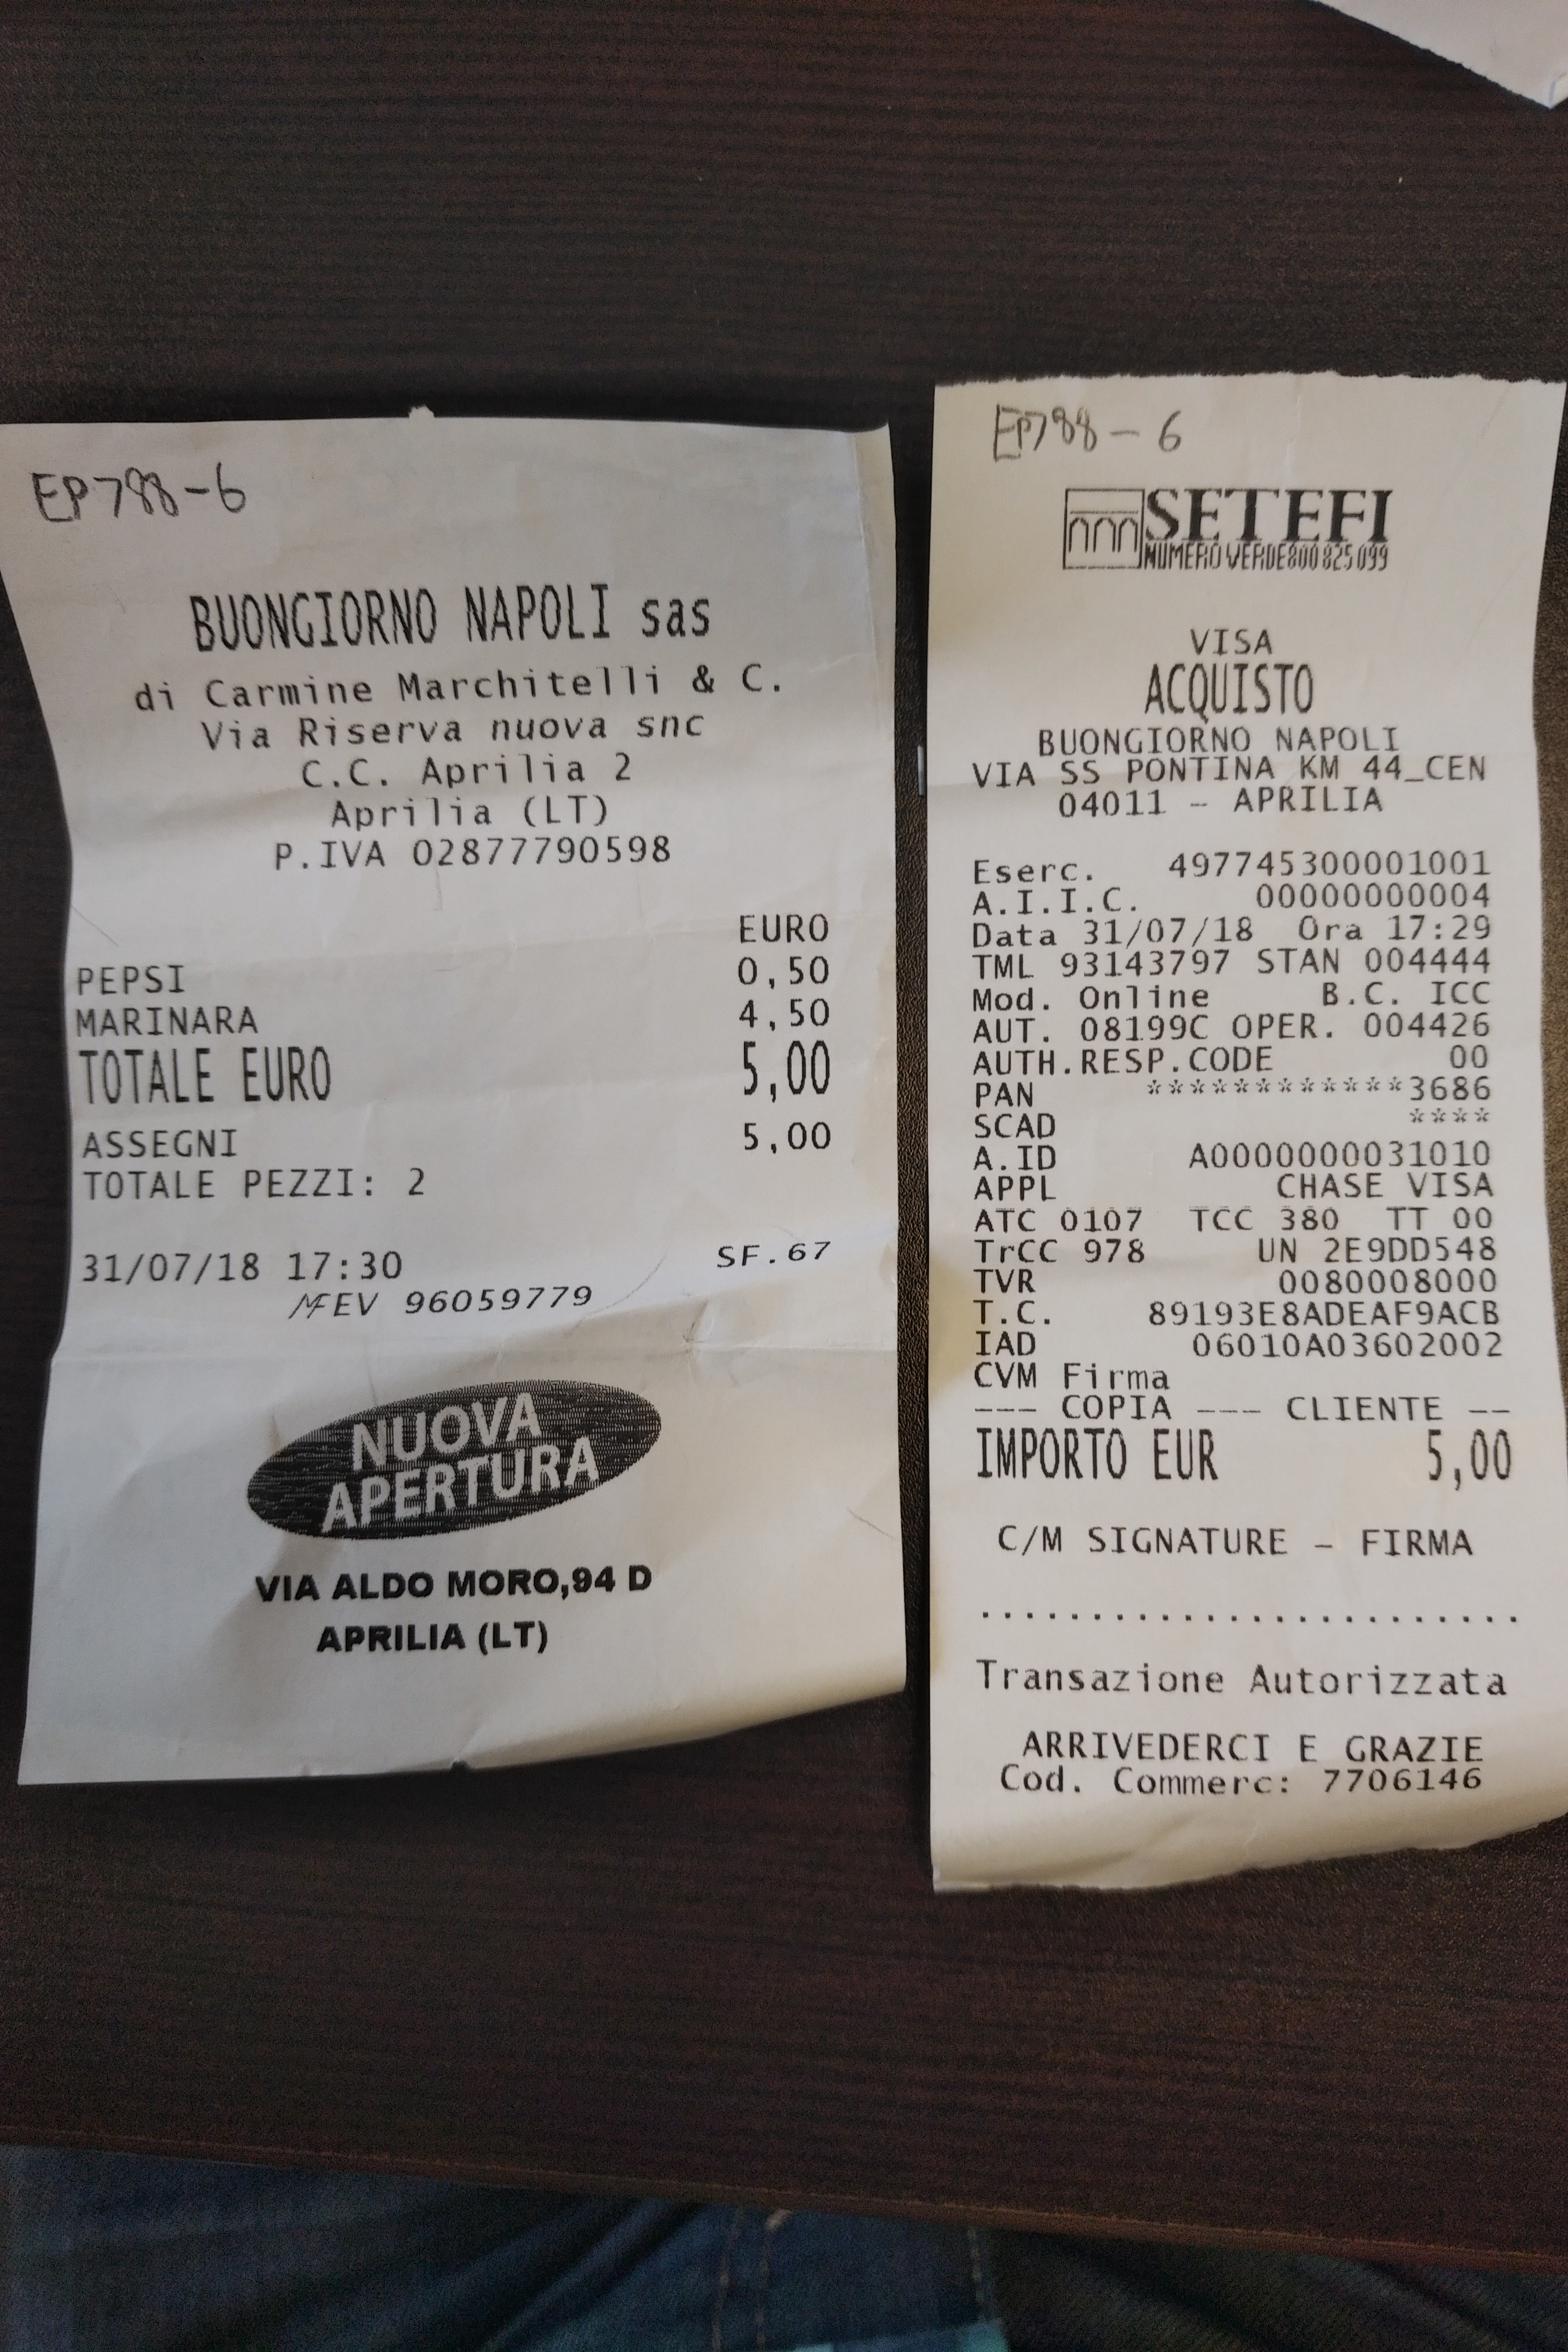 EP788-6
BUONGIORNO NAPOLI sas
di Carmine Marchitelli & C.
Via Riserva nuova snc
C.C. Aprilia 2
Aprilia (LT)
P.IVA 02877790598
EURO
PEPSI 0,50
MARINARA 4,50
TOTALE EURO 5,00
ASSEGNI 5,00
TOTALE PEZZI: 2
31/07/18 17:30 SF.67
EV 96059779
NUOVA
APERTURA
VIA ALDO MORO,94 D
APRILIA (LT)
EP788-6
SETEFI
NUMERO VERDE 800 825 099
VISA
ACQUISTO
BUONGIORNO NAPOLI
VIA SS PONTINA KM 44_CEN
04011 - APRILIA
Eserc. 497745300001001
A.I.I.C. 00000000004
Data 31/07/18 Ora 17:29
TML 93143797 STAN 004444
Mod. Online B.C. ICC
AUT. 08199C OPER. 004426
AUTH.RESP.CODE 00
PAN ************3686
SCAD ****
A.ID A0000000031010
APPL CHASE VISA
ATC 0107 TCC 380 TT 00
TrCC 978 UN 2E9DD548
TVR 0080008000
T.C. 89193E8ADEAF9ACB
IAD 06010A03602002
CVM Firma
--- COPIA --- CLIENTE --
IMPORTO EUR 5,00
C/M SIGNATURE - FIRMA
........................
Transazione Autorizzata
ARRIVEDERCI E GRAZIE
Cod. Commerc: 7706146